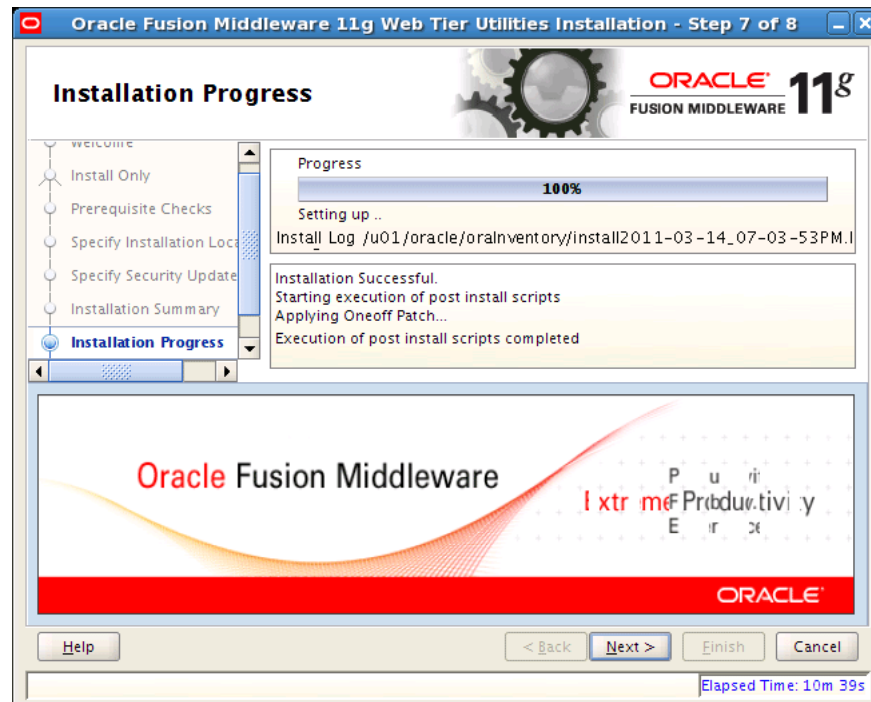 Oracle Fusion Middleware 11g Web Tier Utilities Installation - Step 7 of 8
Installation Progress
ORACLE
FUSION MIDDLEWARE
11g
Welcome
Install Only
Prerequisite Checks
Specify Installation Loca
Specify Security Update
Installation Summary
Installation Progress
Progress
100%
Setting up ..
Install Log /u01/oracle/oraInventory/install2011-03-14_07-03-53PM.l
Installation Successful.
Starting execution of post install scripts
Applying Oneoff Patch...
Execution of post install scripts completed
Oracle Fusion Middleware
ORACLE
Help
< Back
Next >
Finish
Cancel
Elapsed Time: 10m 39s